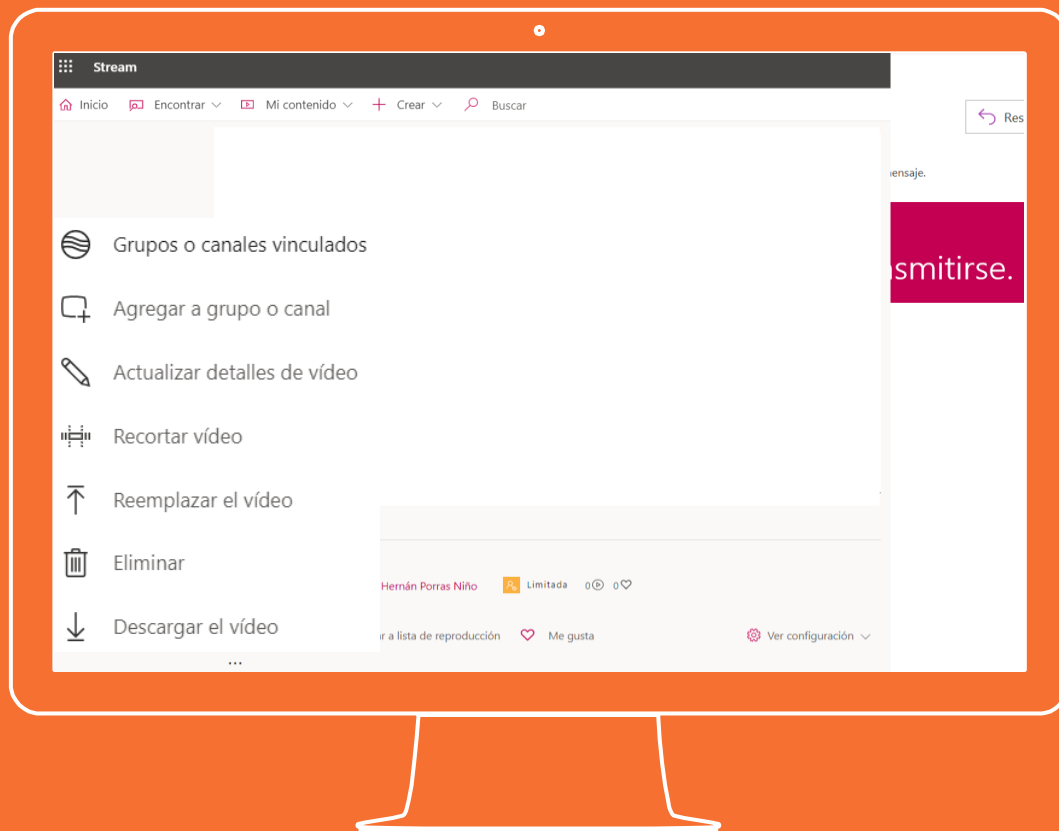 Stream
Inicio Encontrar Mi contenido Crear Buscar
Res
ensaje.
smitirse.
Grupos o canales vinculados
Agregar a grupo o canal
Actualizar detalles de vídeo
Recortar vídeo
Reemplazar el vídeo
Eliminar
Descargar el vídeo
...
Hernán Porras Niño Limitada 0 0
r a lista de reproducción Me gusta Ver configuración